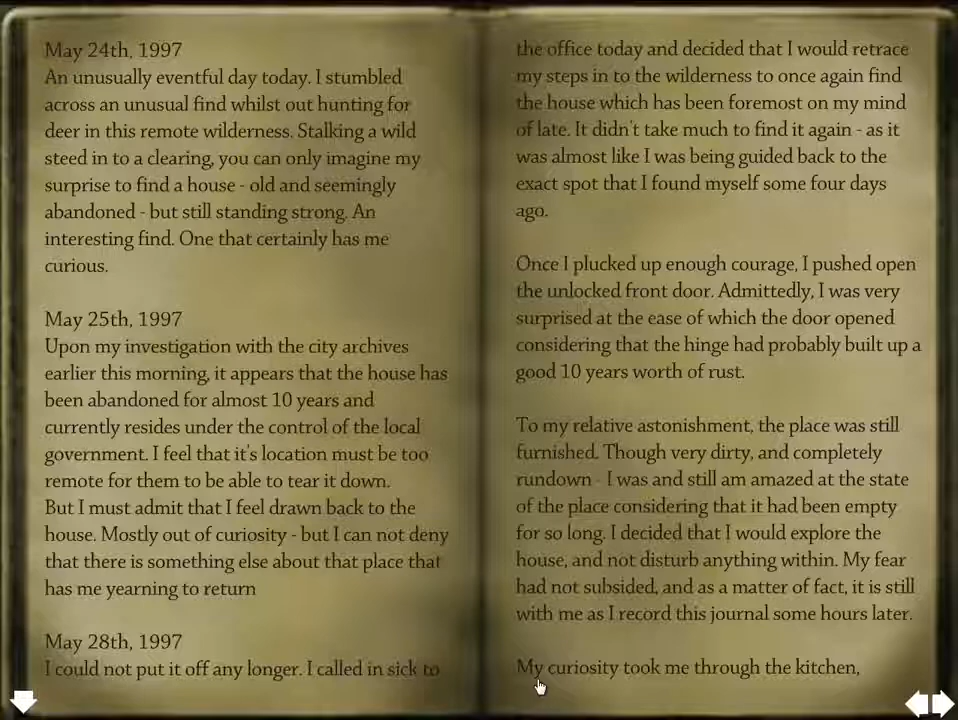 May 24th, 1997
An unusually eventful day today. I stumbled
across an unusual find whilst out hunting for
deer in this remote wilderness. Stalking a wild
steed in to a clearing, you can only imagine my
surprise to find a house - old and seemingly
abandoned - but still standing strong. An
interesting find. One that certainly has me
curious.
May 25th, 1997
Upon my investigation with the city archives
earlier this morning, it appears that the house has
been abandoned for almost 10 years and
currently resides under the control of the local
government. I feel that it's location must be too
remote for them to be able to tear it down.
But I must admit that I feel drawn back to the
house. Mostly out of curiosity - but I can not deny
that there is something else about that place that
has me yearning to return
May 28th, 1997
I could not put it off any longer. I called in sick to
the office today and decided that I would retrace
my steps in to the wilderness to once again find
the house which has been foremost on my mind
of late. It didn't take much to find it again - as it
was almost like I was being guided back to the
exact spot that I found myself some four days
ago.
Once I plucked up enough courage, I pushed open
the unlocked front door. Admittedly, I was very
surprised at the ease of which the door opened
considering that the hinge had probably built up a
good 10 years worth of rust.
To my relative astonishment, the place was still
furnished. Though very dirty, and completely
rundown - I was and still am amazed at the state
of the place considering that it had been empty
for so long. I decided that I would explore the
house, and not disturb anything within. My fear
had not subsided, and as a matter of fact, it is still
with me as I record this journal some hours later.
My curiosity took me through the kitchen,